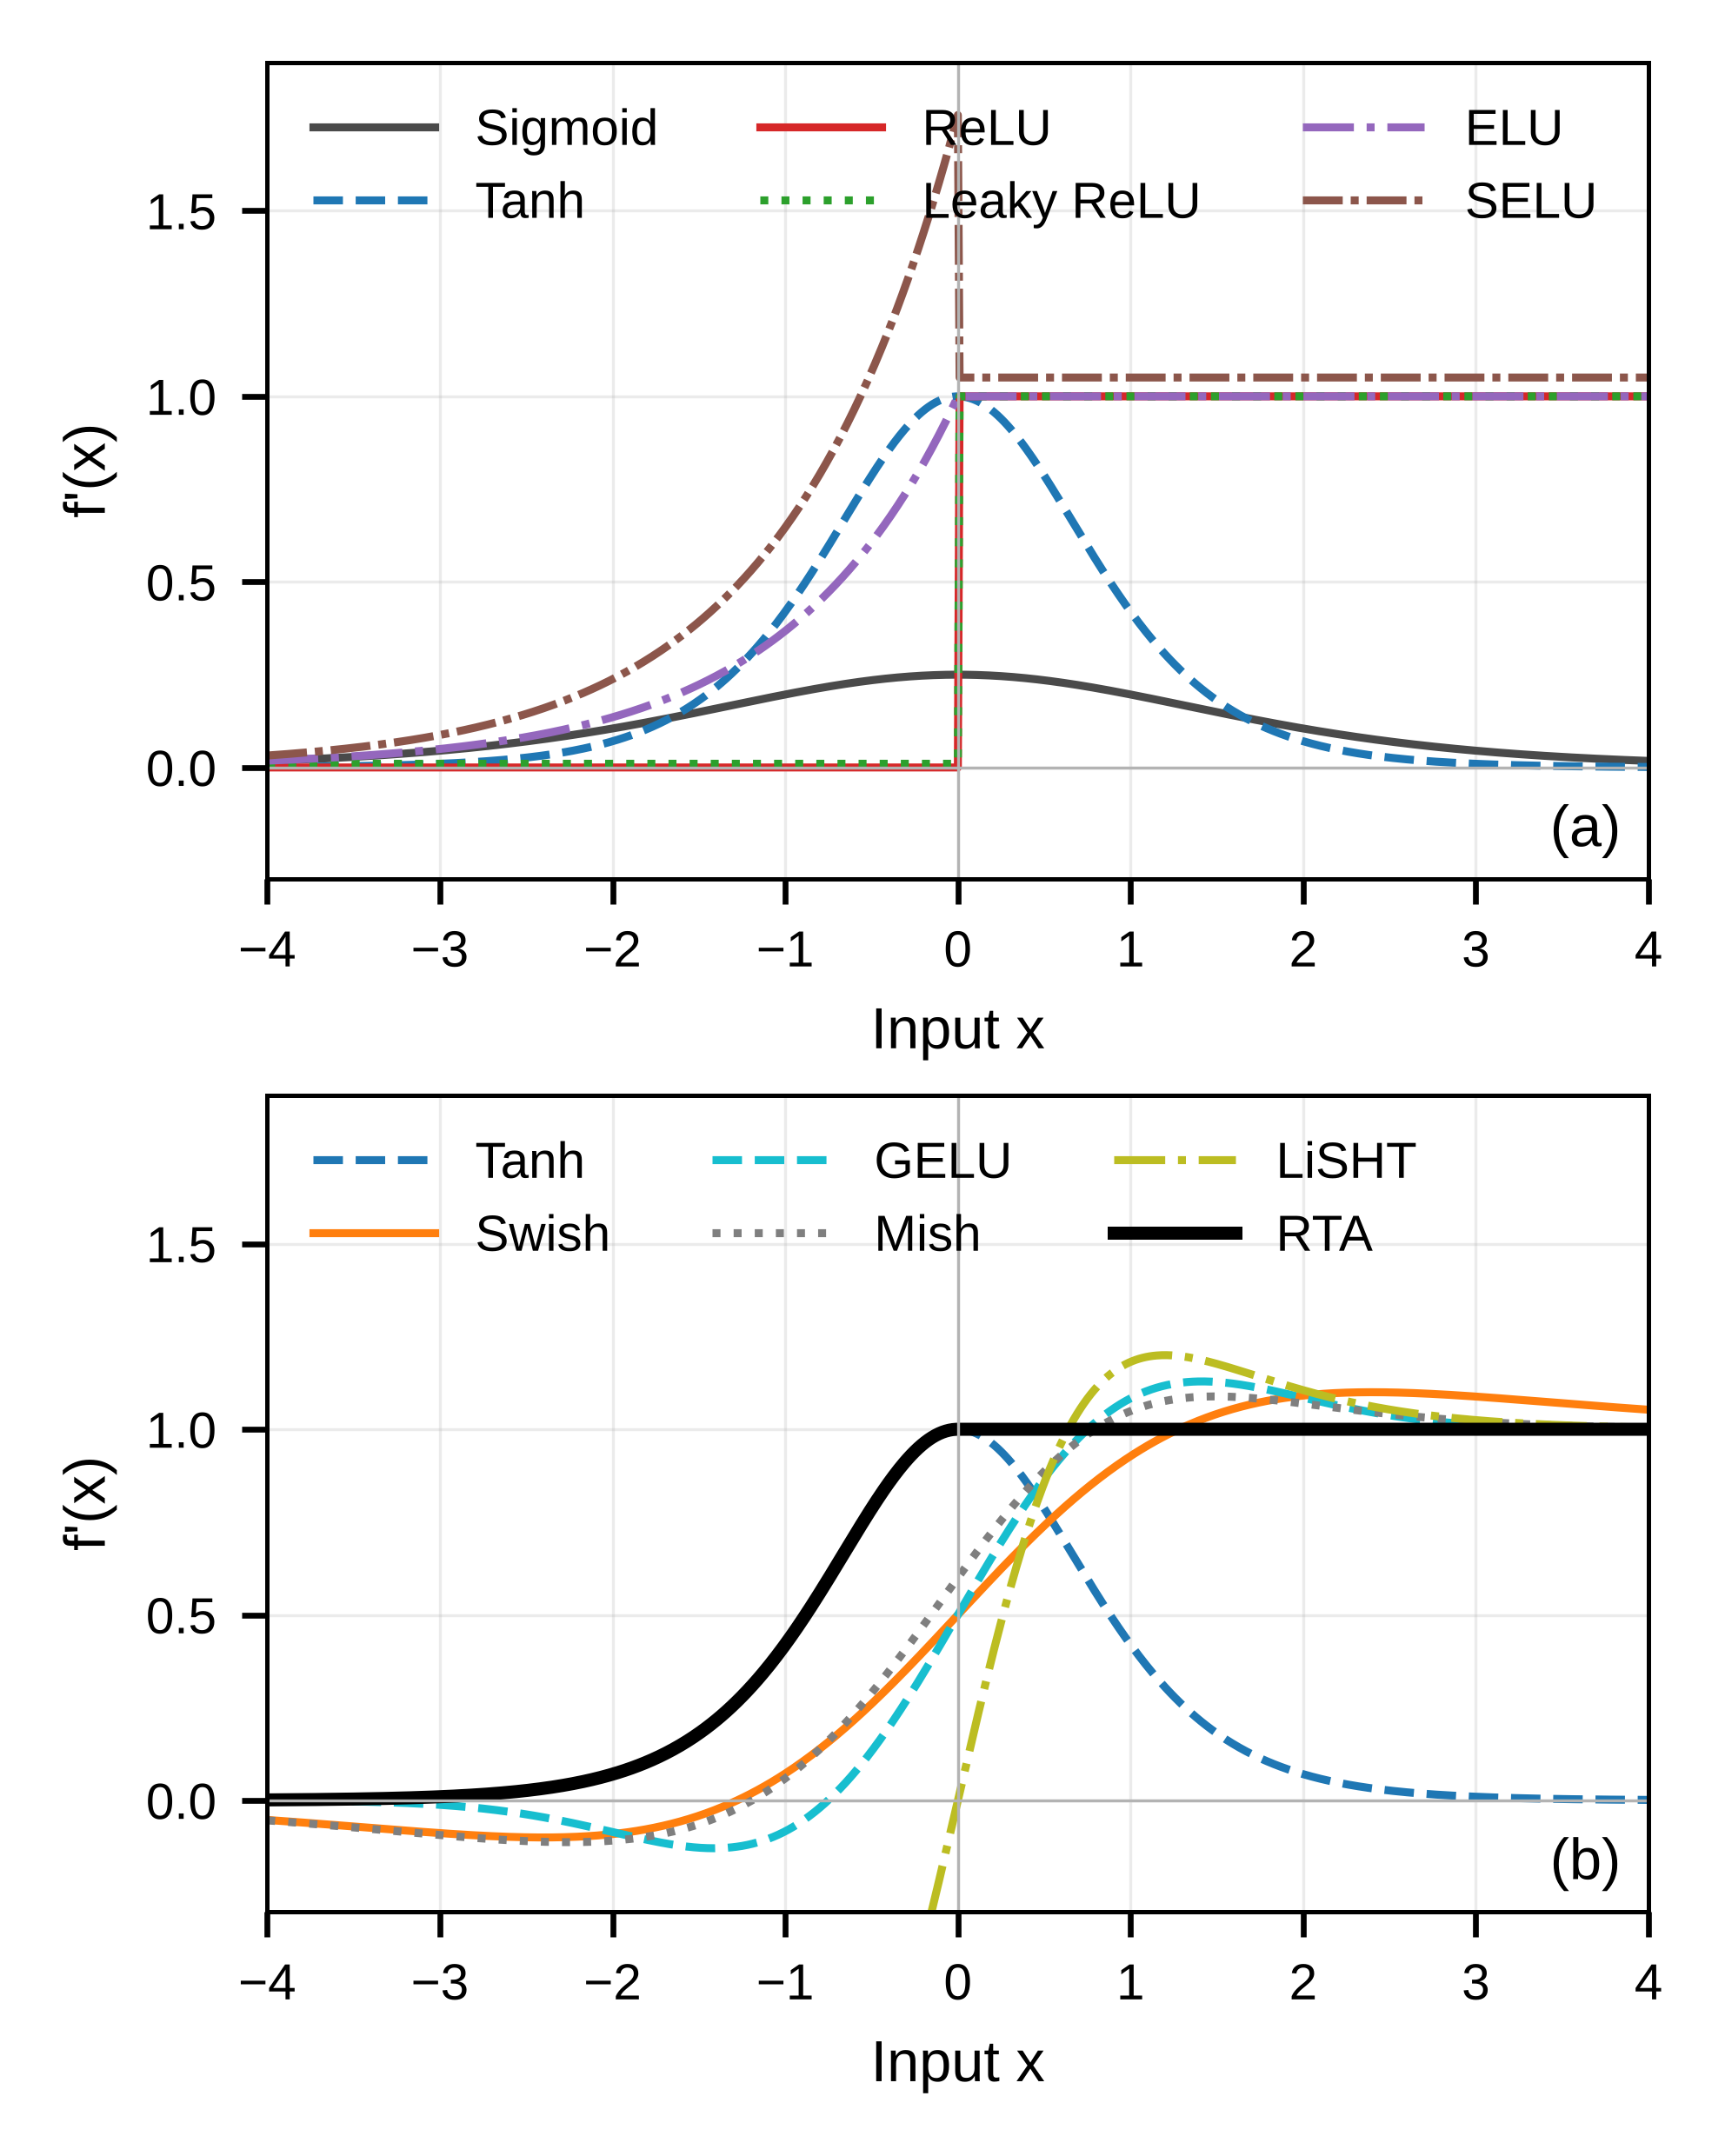 Sigmoid ReLU ELU
Tanh Leaky ReLU SELU
1.5
1.0
0.5
0.0
f'(x)
(a)
−4 −3 −2 −1 0 1 2 3 4
Input x
Tanh GELU LiSHT
Swish Mish RTA
1.5
1.0
0.5
0.0
f'(x)
(b)
−4 −3 −2 −1 0 1 2 3 4
Input x